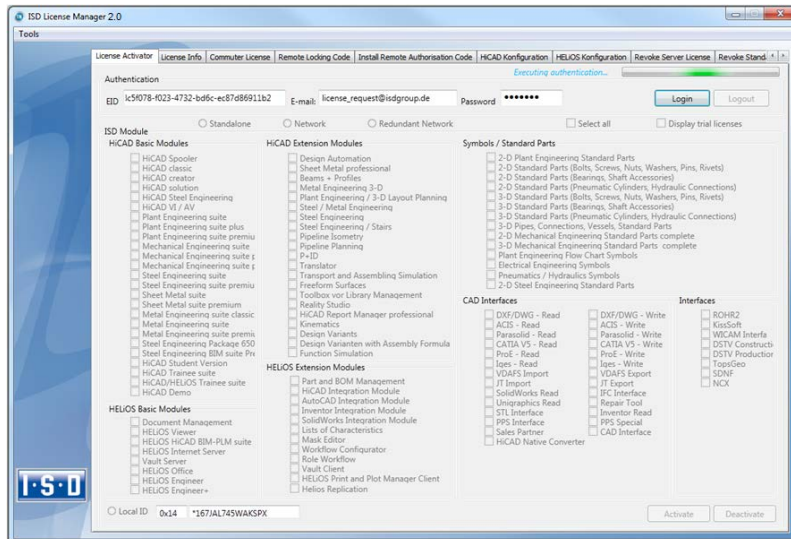 ISD License Manager 2.0
Tools
License Activator License Info Commuter License Remote Locking Code Install Remote Authorisation Code HiCAD Konfiguration HELiOS Konfiguration Revoke Server License Revoke Stand
Executing authentication...
Authentication
EID lc5f078-f023-4732-bd6c-ec87d86911b2 E-mail: license_request@isdgroup.de Password ••••••• Login Logout
Standalone Network Redundant Network Select all Display trial licenses
ISD Module
HiCAD Basic Modules
HiCAD Spooler
HiCAD classic
HiCAD creator
HiCAD solution
HiCAD Steel Engineering
HiCAD VI / AV
Plant Engineering suite
Plant Engineering suite plus
Plant Engineering suite premiu
Mechanical Engineering suite
Mechanical Engineering suite p
Mechanical Engineering suite p
Steel Engineering suite
Steel Engineering suite premiu
Sheet Metal suite
Sheet Metal suite premium
Metal Engineering suite classic
Metal Engineering suite
Metal Engineering suite premiu
Steel Engineering Package 650
Steel Engineering BIM suite Pre
HiCAD Student Version
HiCAD Trainee suite
HiCAD/HELiOS Trainee suite
HiCAD Demo
HELiOS Basic Modules
Document Management
HELiOS Viewer
HELiOS HiCAD BIM-PLM suite
HELiOS Internet Server
Vault Server
HELiOS Office
HELiOS Engineer
HELiOS Engineer+
HiCAD Extension Modules
Design Automation
Sheet Metal professional
Beams + Profiles
Metal Engineering 3-D
Plant Engineering / 3-D Layout Planning
Steel / Metal Engineering
Steel Engineering
Steel Engineering / Stairs
Pipeline Isometry
Pipeline Planning
P+ID
Translator
Transport and Assembling Simulation
Freeform Surfaces
Toolbox vor Library Management
Reality Studio
HiCAD Report Manager professional
Kinematics
Design Variants
Design Varianten with Assembly Formula
Function Simulation
HELiOS Extension Modules
Part and BOM Management
HiCAD Integration Module
AutoCAD Integration Module
Inventor Integration Module
SolidWorks Integration Module
Lists of Characteristics
Mask Editor
Workflow Configurator
Role Workflow
Vault Client
HELiOS Print and Plot Manager Client
Helios Replication
Symbols / Standard Parts
2-D Plant Engineering Standard Parts
2-D Standard Parts (Bolts, Screws, Nuts, Washers, Pins, Rivets)
2-D Standard Parts (Bearings, Shaft Accessories)
2-D Standard Parts (Pneumatic Cylinders, Hydraulic Connections)
3-D Standard Parts (Bolts, Screws, Nuts, Washers, Pins, Rivets)
3-D Standard Parts (Bearings, Shaft Accessories)
3-D Standard Parts (Pneumatic Cylinders, Hydraulic Connections)
3-D Pipes, Connections, Vessels, Standard Parts
2-D Mechanical Engineering Standard Parts complete
3-D Mechanical Engineering Standard Parts complete
Plant Engineering Flow Chart Symbols
Electrical Engineering Symbols
Pneumatics / Hydraulics Symbols
2-D Steel Engineering Standard Parts
CAD Interfaces
DXF/DWG - Read
ACIS - Read
Parasolid - Read
CATIA V5 - Read
ProE - Read
Iges - Read
VDAFS Import
JT Import
SolidWorks Read
Unigraphics Read
STL Interface
PPS Interface
Sales Partner
HiCAD Native Converter
DXF/DWG - Write
ACIS - Write
Parasolid - Write
CATIA V5 - Write
ProE - Write
Iges - Write
VDAFS Export
JT Export
IFC Interface
Repair Tool
Inventor Read
PPS Special
CAD Interface
Interfaces
ROHR2
KissSoft
WICAM Interfa
DSTV Constructi
DSTV Production
TopsGeo
SDNF
NCX
I·S·D
Local ID 0x14 *167JAL745WAKSPX Activate Deactivate